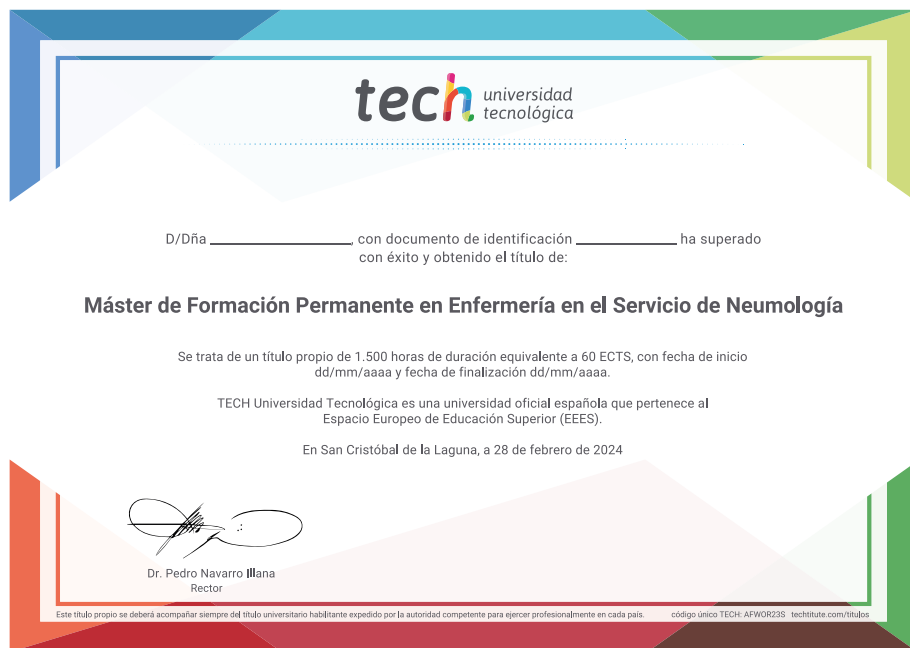 tech universidad
tecnológica
D/Dña ____________________, con documento de identificación ______________ ha superado
con éxito y obtenido el título de:
Máster de Formación Permanente en Enfermería en el Servicio de Neumología
Se trata de un título propio de 1.500 horas de duración equivalente a 60 ECTS, con fecha de inicio
dd/mm/aaaa y fecha de finalización dd/mm/aaaa.
TECH Universidad Tecnológica es una universidad oficial española que pertenece al
Espacio Europeo de Educación Superior (EEES).
En San Cristóbal de la Laguna, a 28 de febrero de 2024
Dr. Pedro Navarro Illana
Rector
Este título propio se deberá acompañar siempre del título universitario habilitante expedido por la autoridad competente para ejercer profesionalmente en cada país. código único TECH: AFWOR23S techtitute.com/titulos